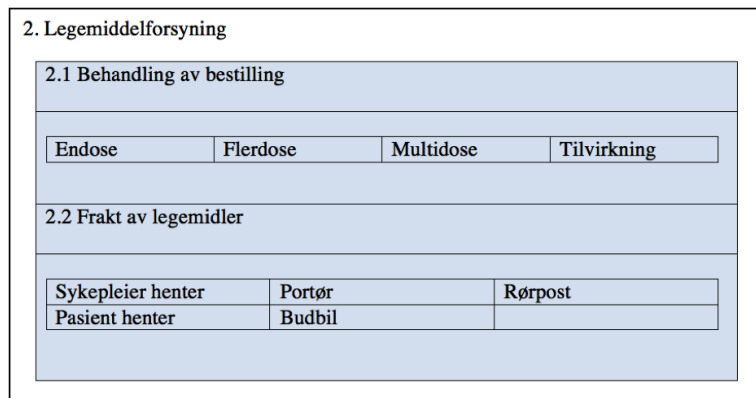 2. Legemiddelforsyning
2.1 Behandling av bestilling
Endose Flerdose Multidose Tilvirkning
2.2 Frakt av legemidler
Sykepleier henter Portør Rørpost
Pasient henter Budbil